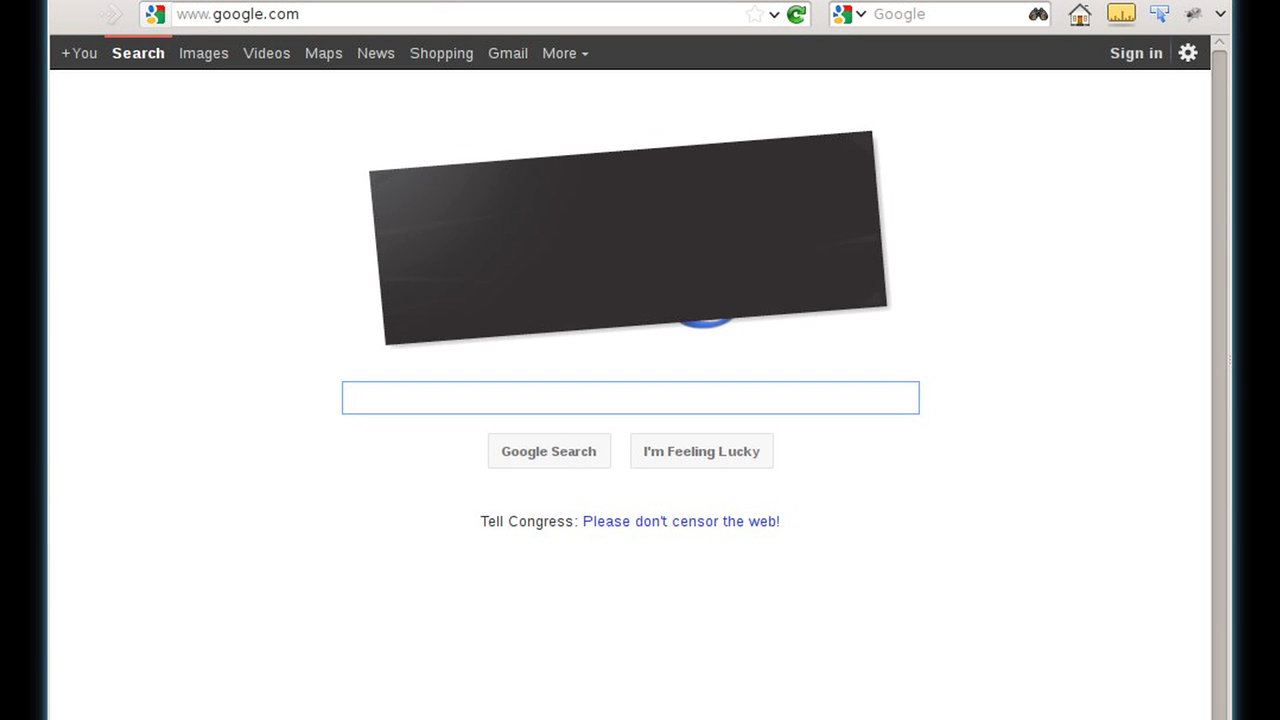 www.google.com Google
+You Search Images Videos Maps News Shopping Gmail More Sign in
Google Search I'm Feeling Lucky
Tell Congress: Please don't censor the web!